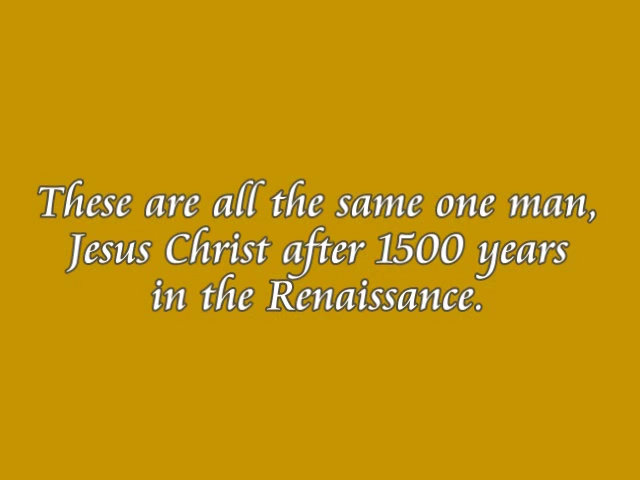 These are all the same one man,
Jesus Christ after 1500 years
in the Renaissance.